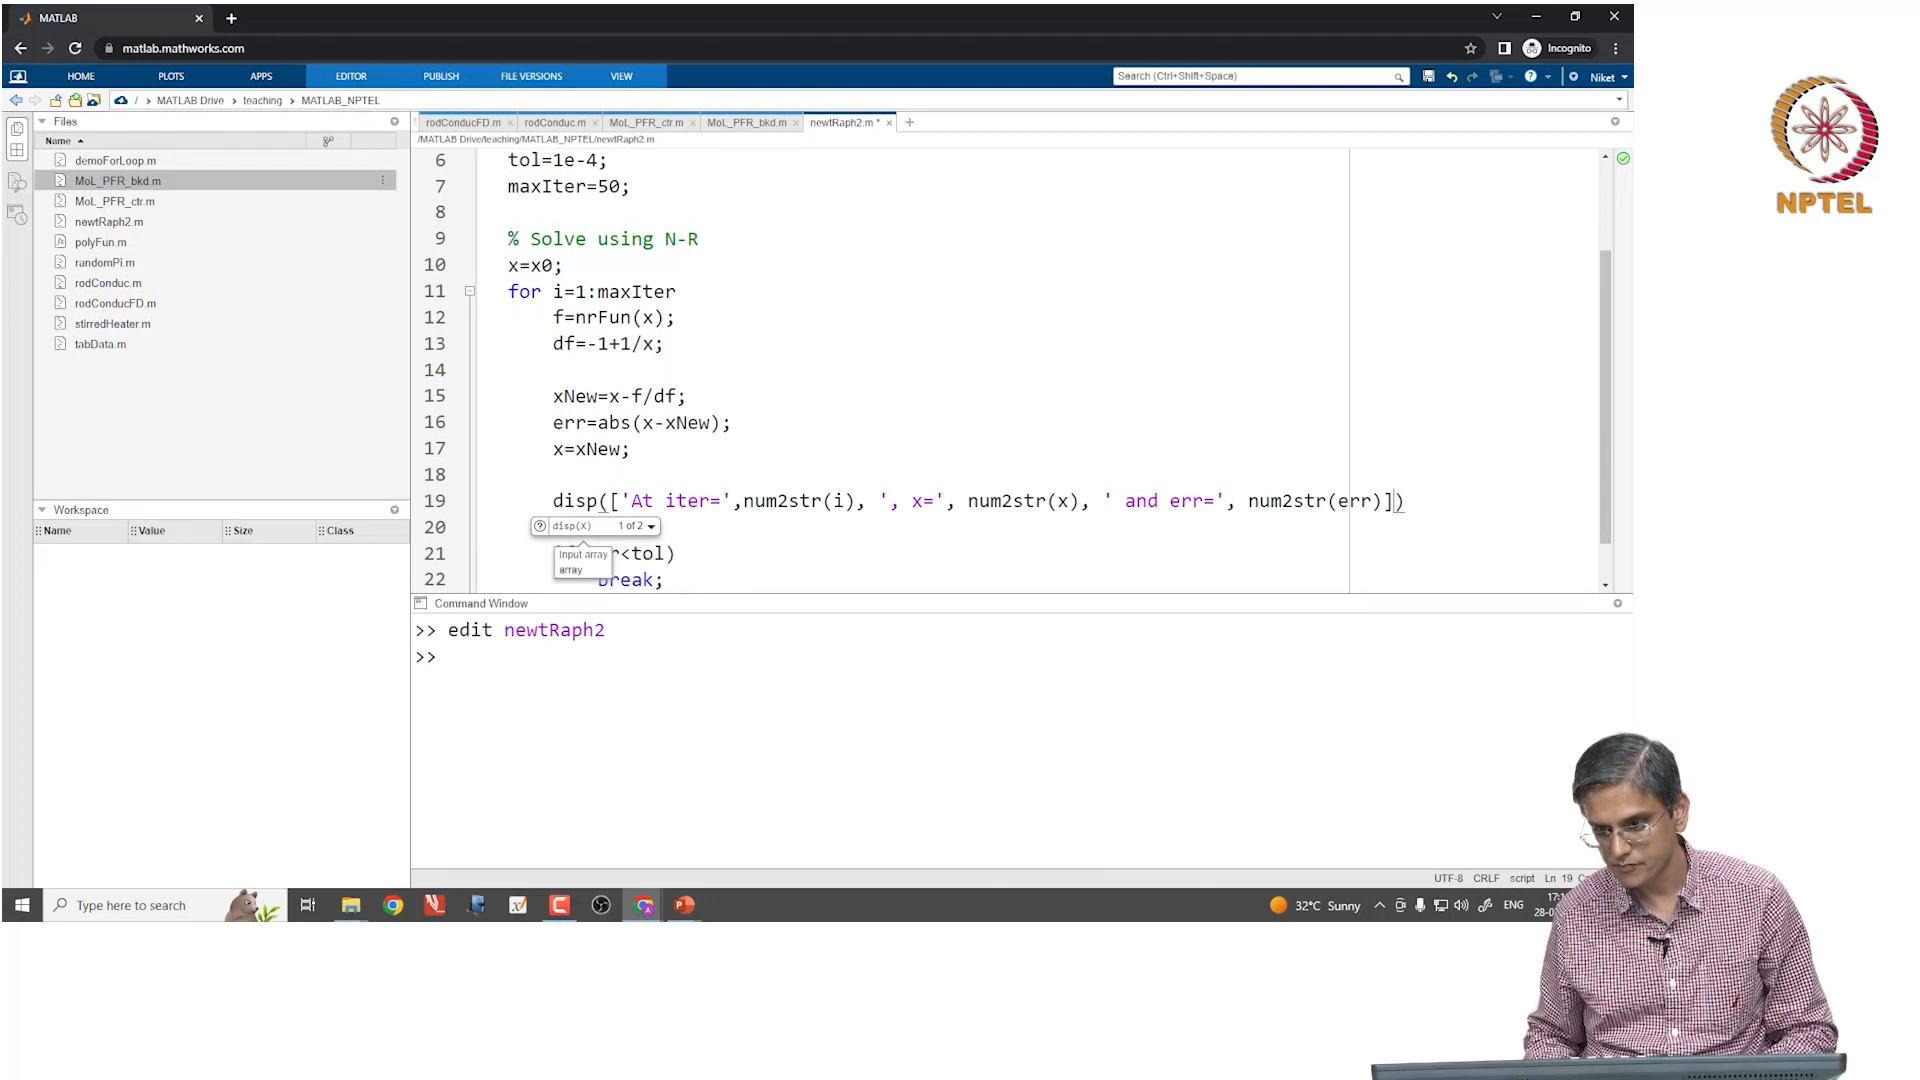 MATLAB
matlab.mathworks.com
Incognito
HOME PLOTS APPS EDITOR PUBLISH FILE VERSIONS VIEW
Search (Ctrl+Shift+Space)
Niket
/ > MATLAB Drive > teaching > MATLAB_NPTEL
Files
rodConducFD.m × rodConduc.m × MoL_PFR_ctr.m × MoL_PFR_bkd.m × newtRaph2.m * × +
/MATLAB Drive/teaching/MATLAB_NPTEL/newtRaph2.m
Name
demoForLoop.m
MoL_PFR_bkd.m
MoL_PFR_ctr.m
newtRaph2.m
polyFun.m
randomPi.m
rodConduc.m
rodConducFD.m
stirredHeater.m
tabData.m
6 tol=1e-4;
7 maxIter=50;
8
9 % Solve using N-R
10 x=x0;
11 for i=1:maxIter
12 f=nrFun(x);
13 df=-1+1/x;
14
15 xNew=x-f/df;
16 err=abs(x-xNew);
17 x=xNew;
18
19 disp(['At iter=',num2str(i), ', x=', num2str(x), ' and err=', num2str(err)])
20
disp(X) 1 of 2
21 r<tol)
Input array
array
22 break;
Workspace
Name Value Size Class
Command Window
>> edit newtRaph2
>>
UTF-8 CRLF script Ln 19
Type here to search
32°C Sunny
ENG
NPTEL